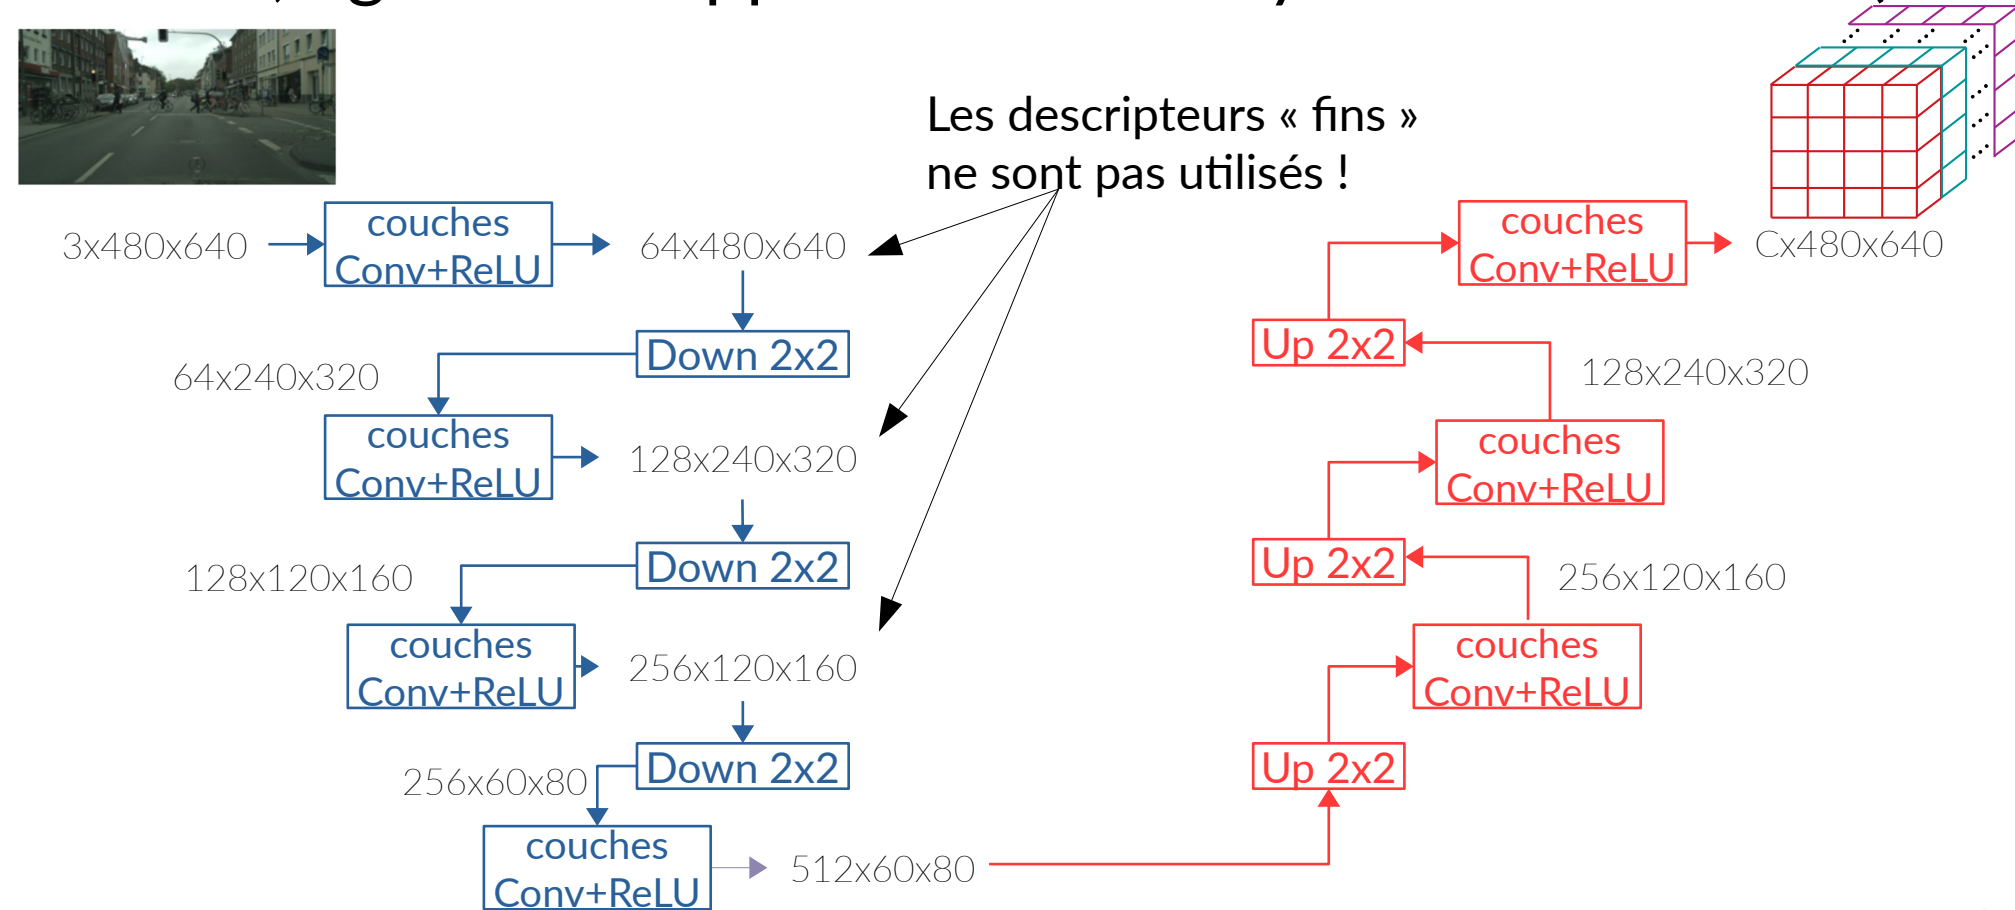 Les descripteurs « fins »
ne sont pas utilisés !
3x480x640
couches
Conv+ReLU
64x480x640
Down 2x2
64x240x320
couches
Conv+ReLU
128x240x320
Down 2x2
128x120x160
couches
Conv+ReLU
256x120x160
Down 2x2
256x60x80
couches
Conv+ReLU
512x60x80
Up 2x2
couches
Conv+ReLU
256x120x160
Up 2x2
couches
Conv+ReLU
128x240x320
Up 2x2
couches
Conv+ReLU
Cx480x640